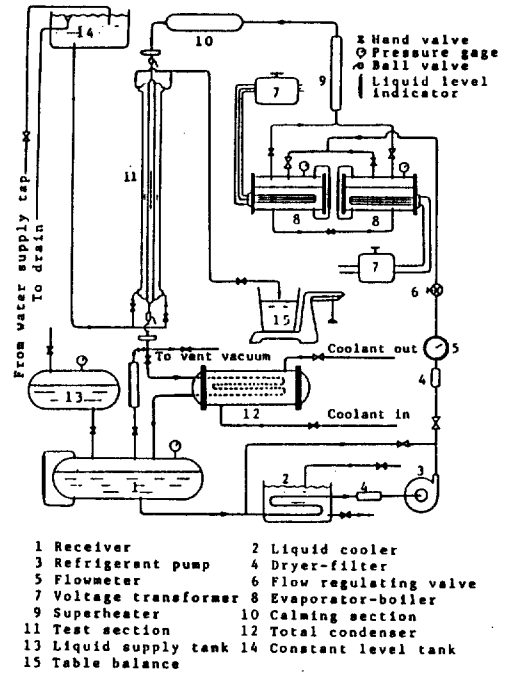 14
10
Hand valve
Pressure gage
Ball valve
Liquid level
indicator
9
7
11
8
8
From water supply tap
To drain
7
6
15
5
To vent vacuum
Coolant out
4
13
12
Coolant in
1
2
4
3
1 Receiver
2 Liquid cooler
3 Refrigerant pump
4 Dryer-filter
5 Flowmeter
6 Flow regulating valve
7 Voltage transformer
8 Evaporator-boiler
9 Superheater
10 Calming section
11 Test section
12 Total condenser
13 Liquid supply tank
14 Constant level tank
15 Table balance